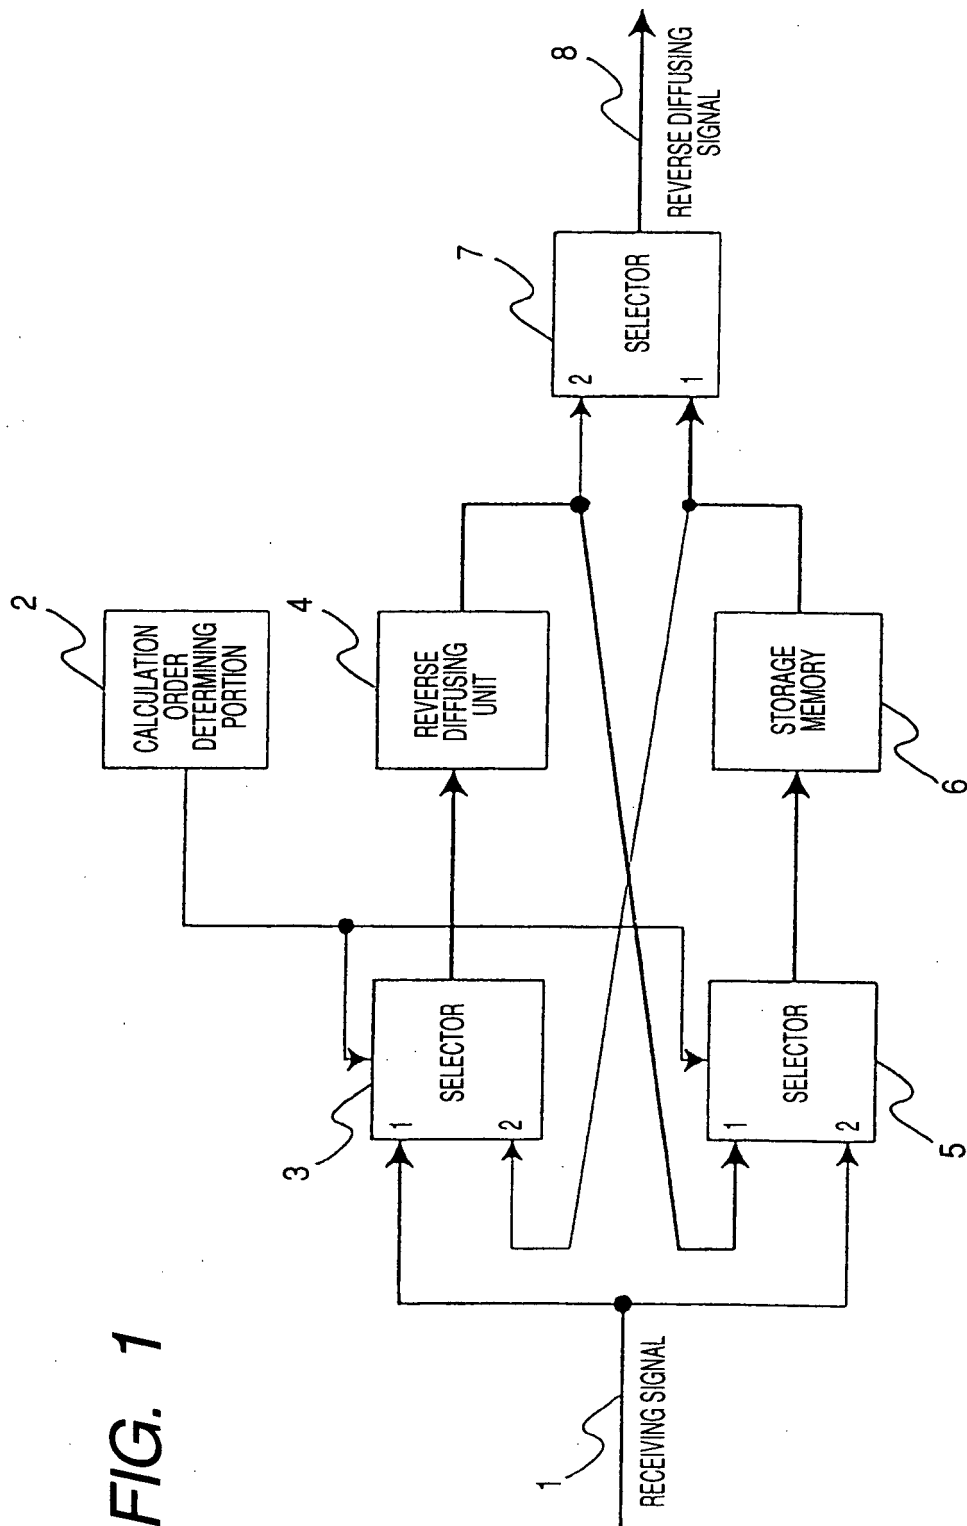 FIG. 1
1
RECEIVING SIGNAL
2
CALCULATION
ORDER
DETERMINING
PORTION
3
1
SELECTOR
2
4
REVERSE
DIFFUSING
UNIT
5
1
SELECTOR
2
6
STORAGE
MEMORY
7
2
SELECTOR
1
8
REVERSE DIFFUSING
SIGNAL